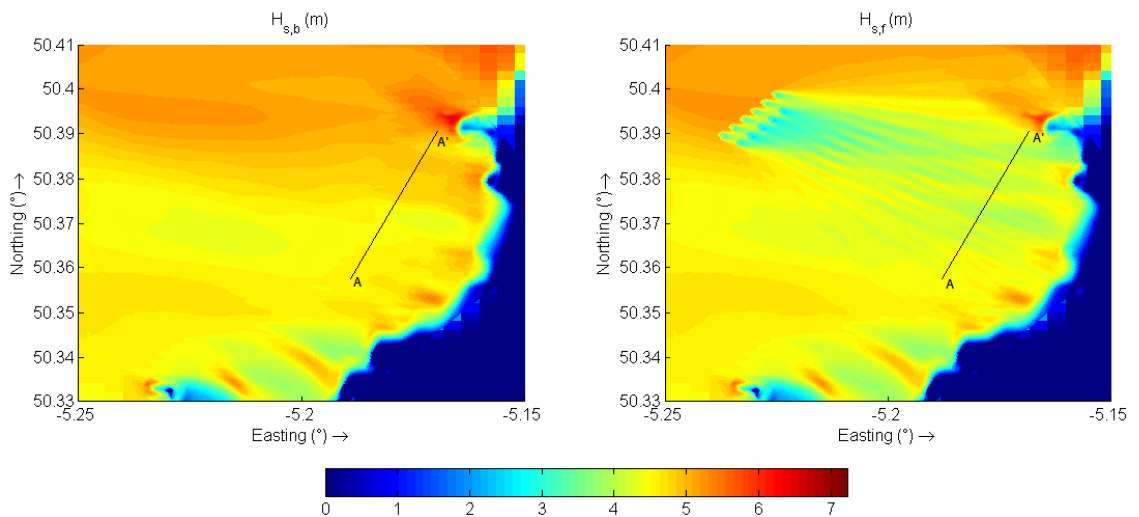 H_s,b (m)
50.41
50.4
50.39
50.38
50.37
50.36
50.35
50.34
50.33
Northing (°) →
A'
A
-5.25
-5.2
-5.15
Easting (°) →
H_s,f (m)
50.41
50.4
50.39
50.38
50.37
50.36
50.35
50.34
50.33
Northing (°) →
A'
A
-5.25
-5.2
-5.15
Easting (°) →
0 1 2 3 4 5 6 7